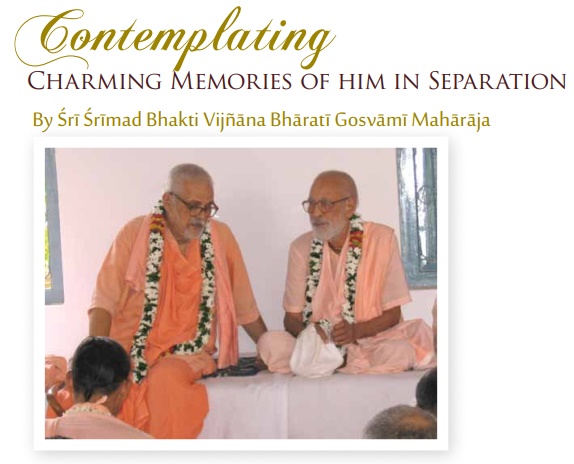 Contemplating
Charming Memories of him in Separation
By Śrī Śrīmad Bhakti Vijñāna Bhāratī Gosvāmī Mahārāja